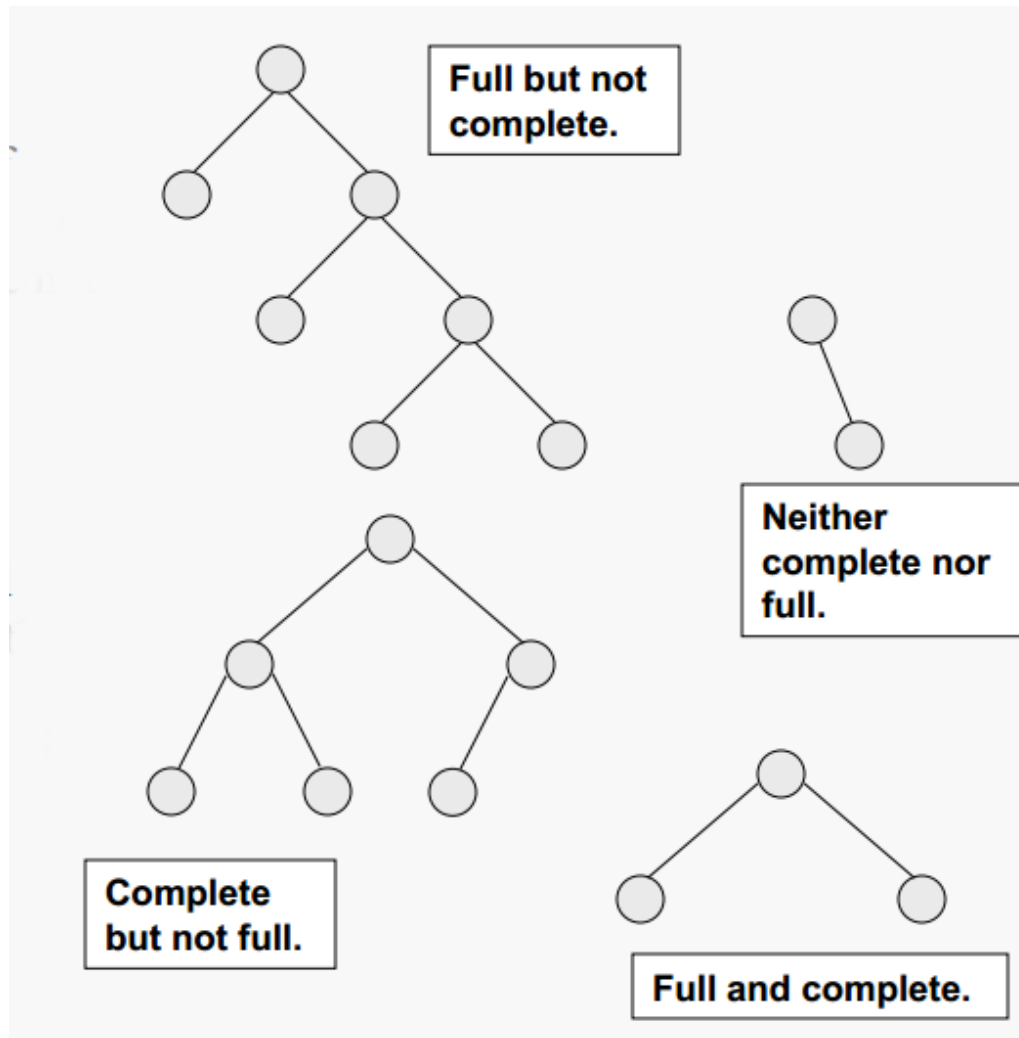 Full but not
complete.
Neither
complete nor
full.
Complete
but not full.
Full and complete.